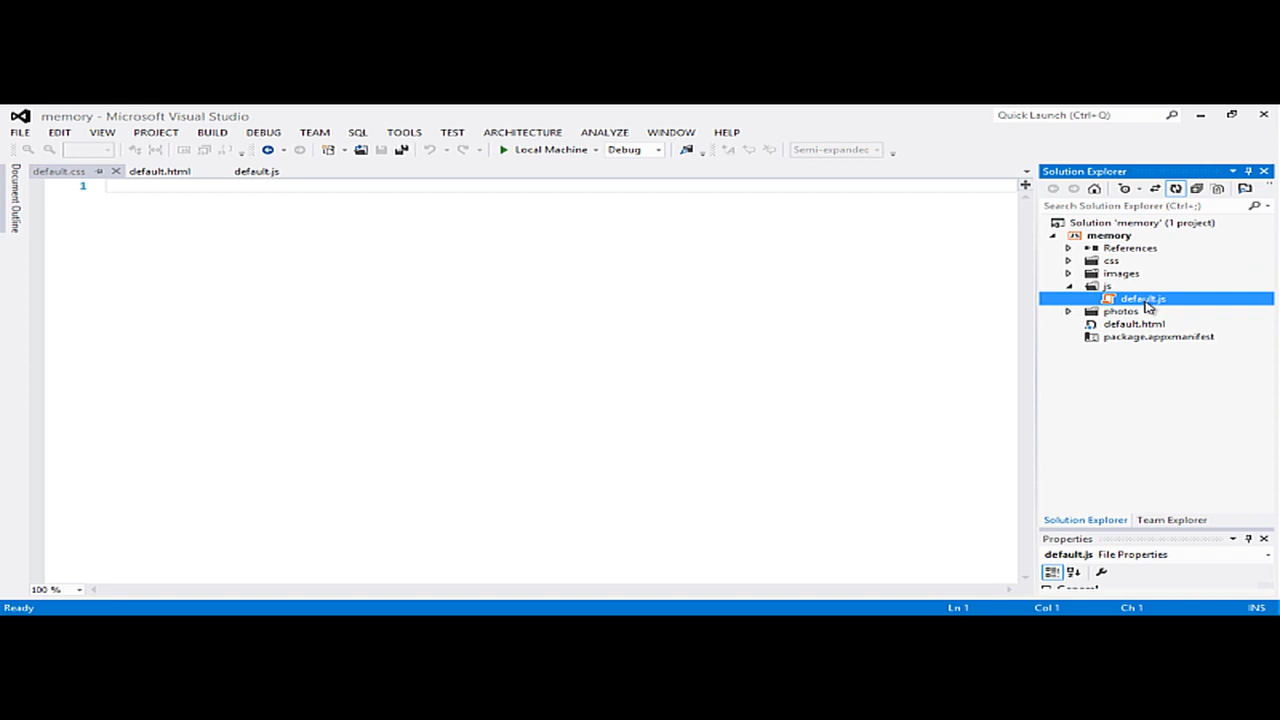 memory - Microsoft Visual Studio
Quick Launch (Ctrl+Q)
FILE EDIT VIEW PROJECT BUILD DEBUG TEAM SQL TOOLS TEST ARCHITECTURE ANALYZE WINDOW HELP
Local Machine Debug Semi-expandec
default.css default.html default.js
Document Outline
1
Solution Explorer
Search Solution Explorer (Ctrl+;)
Solution 'memory' (1 project)
JS memory
References
css
images
js
default.js
photos
default.html
package.appxmanifest
Solution Explorer Team Explorer
Properties
default.js File Properties
100 %
Ready Ln 1 Col 1 Ch 1 INS